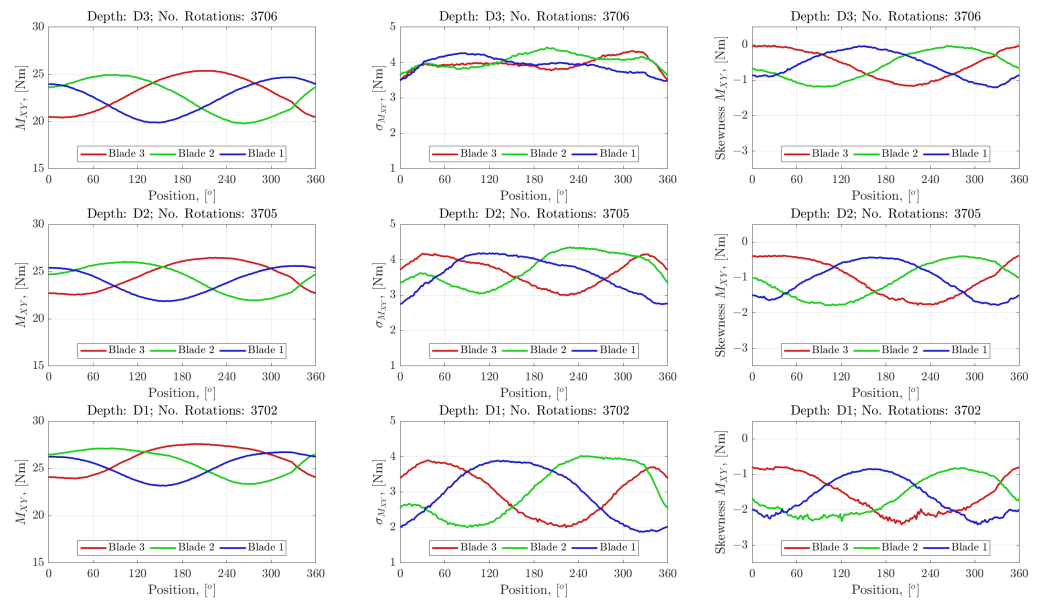 Depth: D3; No. Rotations: 3706
30
25
20
15
M_XY, [Nm]
0 60 120 180 240 300 360
Position, [°]
Blade 3 Blade 2 Blade 1
Depth: D3; No. Rotations: 3706
5
4
3
2
1
σ_M_XY, [Nm]
0 60 120 180 240 300 360
Position, [°]
Blade 3 Blade 2 Blade 1
Depth: D3; No. Rotations: 3706
0
−1
−2
−3
Skewness M_XY, [Nm]
0 60 120 180 240 300 360
Position, [°]
Blade 3 Blade 2 Blade 1
Depth: D2; No. Rotations: 3705
30
25
20
15
M_XY, [Nm]
0 60 120 180 240 300 360
Position, [°]
Blade 3 Blade 2 Blade 1
Depth: D2; No. Rotations: 3705
5
4
3
2
1
σ_M_XY, [Nm]
0 60 120 180 240 300 360
Position, [°]
Blade 3 Blade 2 Blade 1
Depth: D2; No. Rotations: 3705
0
−1
−2
−3
Skewness M_XY, [Nm]
0 60 120 180 240 300 360
Position, [°]
Blade 3 Blade 2 Blade 1
Depth: D1; No. Rotations: 3702
30
25
20
15
M_XY, [Nm]
0 60 120 180 240 300 360
Position, [°]
Blade 3 Blade 2 Blade 1
Depth: D1; No. Rotations: 3702
5
4
3
2
1
σ_M_XY, [Nm]
0 60 120 180 240 300 360
Position, [°]
Blade 3 Blade 2 Blade 1
Depth: D1; No. Rotations: 3702
0
−1
−2
−3
Skewness M_XY, [Nm]
0 60 120 180 240 300 360
Position, [°]
Blade 3 Blade 2 Blade 1